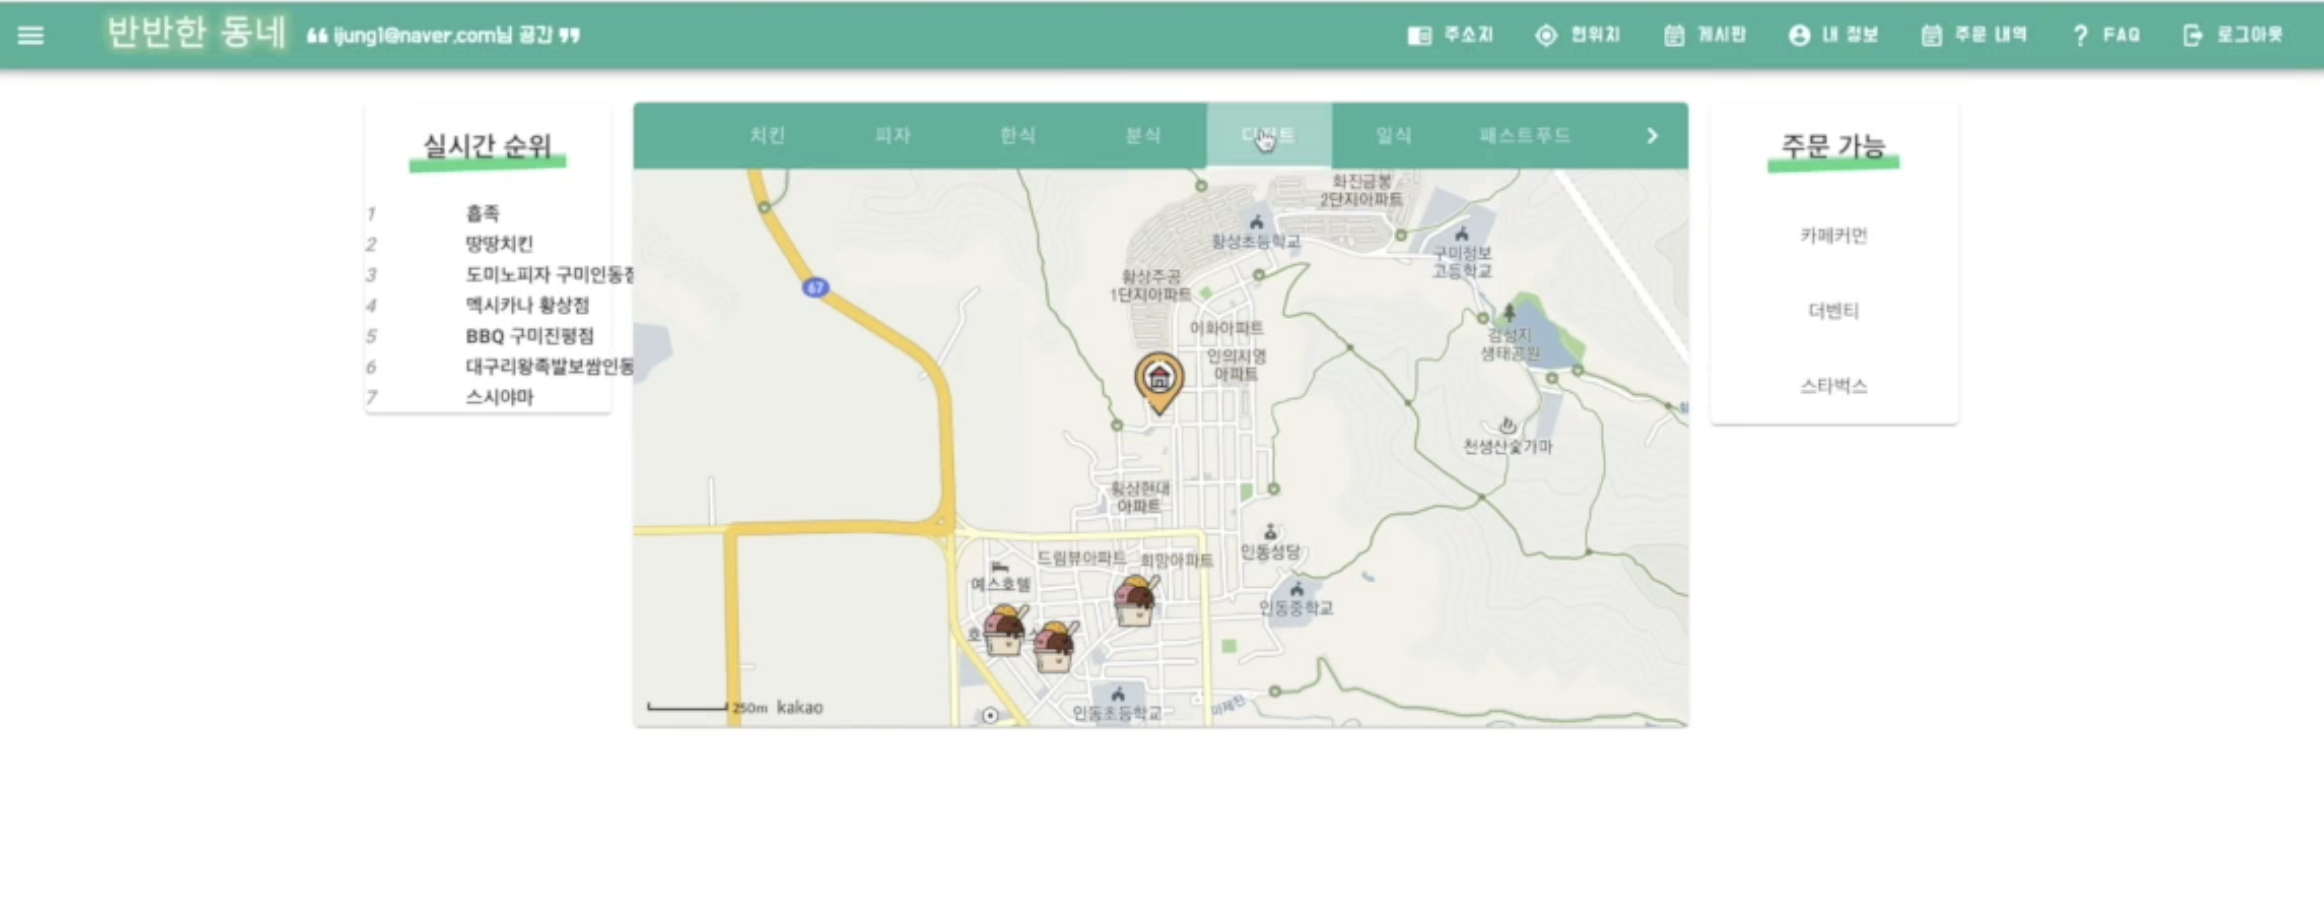 반반한 동네 ❝ ijung1@naver.com님 공간 ❞ 주소지 현위치 게시판 내 정보 주문 내역 FAQ 로그아웃
실시간 순위
1 흡족
2 땅땅치킨
3 도미노피자 구미인동점
4 멕시카나 황상점
5 BBQ 구미진평점
6 대구리왕족발보쌈인동
7 스시야마
치킨 피자 한식 분식 일식 패스트푸드
화진금봉
2단지아파트
황상초등학교
구미정보
고등학교
황상주공
1단지아파트
67
이화아파트
인의시영
아파트
검성지
생태공원
천생산숯가마
황상현대
아파트
인동성당
드림뷰아파트 희망아파트
예스호텔
인동중학교
인동초등학교
이계천
250m kakao
주문 가능
카페커먼
더벤티
스타벅스